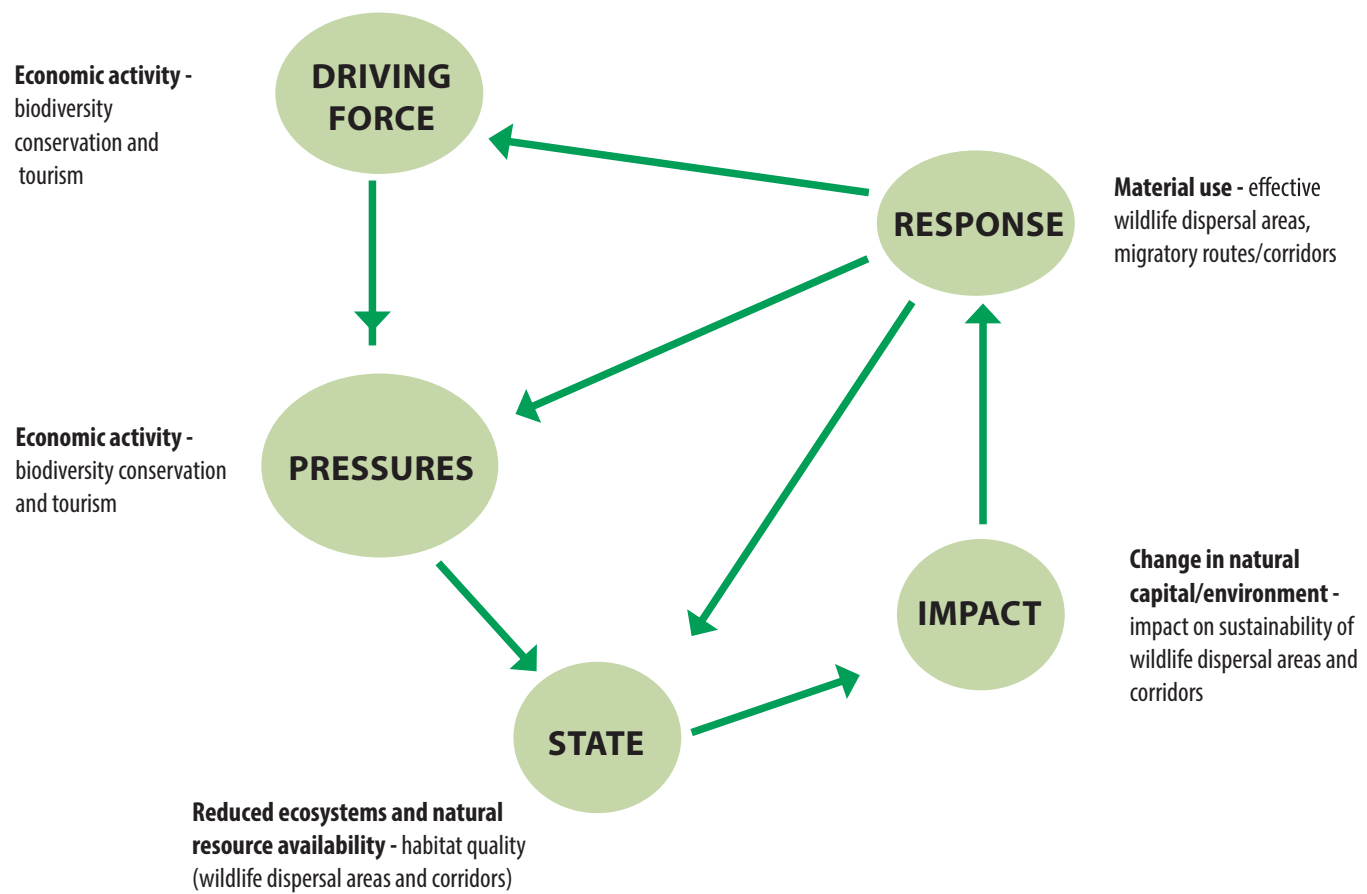 Economic activity -
biodiversity
conservation and
tourism
DRIVING
FORCE
RESPONSE
Material use - effective
wildlife dispersal areas,
migratory routes/corridors
Economic activity -
biodiversity conservation
and tourism
PRESSURES
IMPACT
Change in natural
capital/environment -
impact on sustainability of
wildlife dispersal areas and
corridors
STATE
Reduced ecosystems and natural
resource availability - habitat quality
(wildlife dispersal areas and corridors)